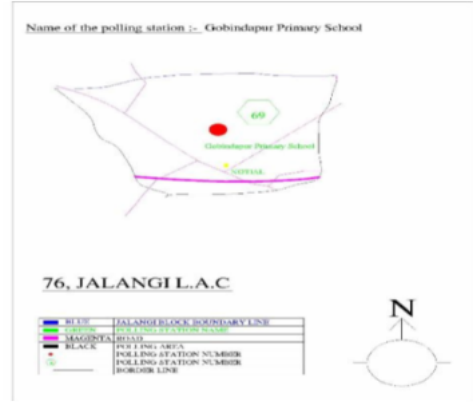 Name of the polling station :- Gobindapur Primary School
69
Gobindapur Primary School
76, JALANGI L.A.C
N
BLUE JALANGI BLOCK BOUNDARY LINE
GREEN POLLING STATION NAME
MAGENTA ROAD
BLACK POLLING AREA
POLLING STATION NUMBER
POLLING STATION NUMBER
BORDER LINE